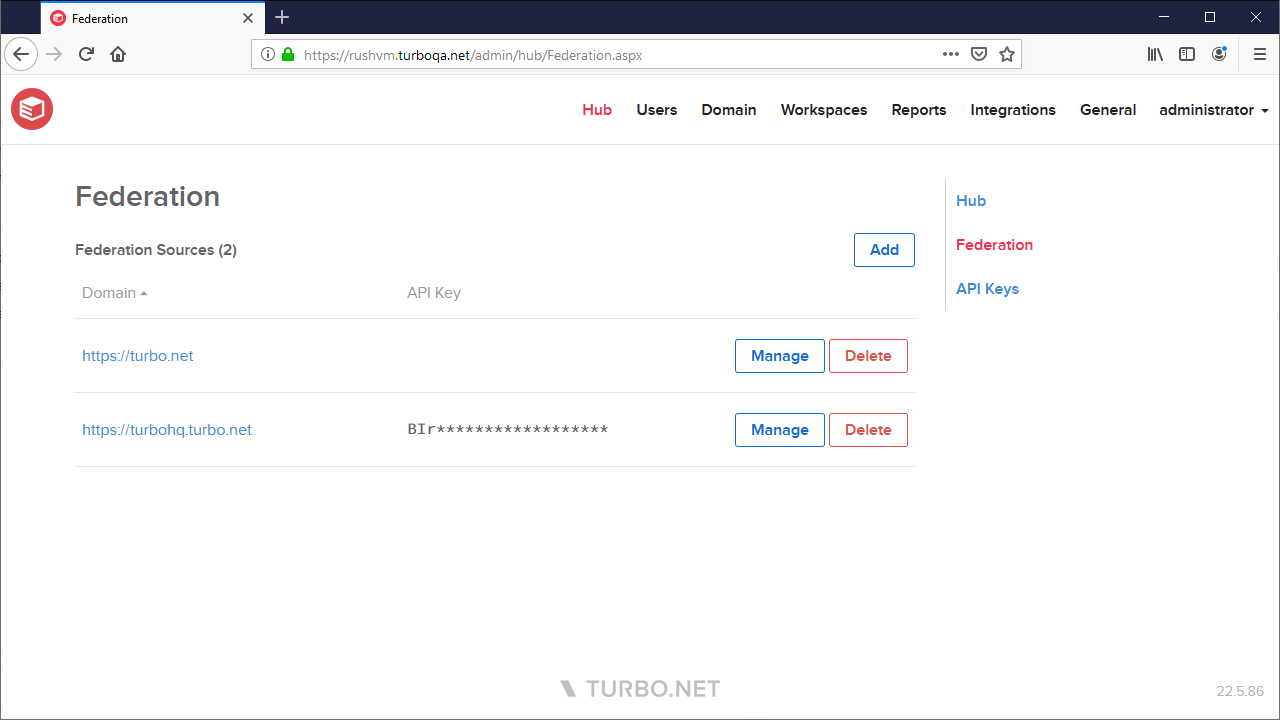 Federation
https://rushvm.turboqa.net/admin/hub/Federation.aspx
Hub Users Domain Workspaces Reports Integrations General administrator
Federation
Federation Sources (2) Add
Domain API Key
https://turbo.net Manage Delete
https://turbohq.turbo.net BIr****************** Manage Delete
Hub
Federation
API Keys
TURBO.NET
22.5.86